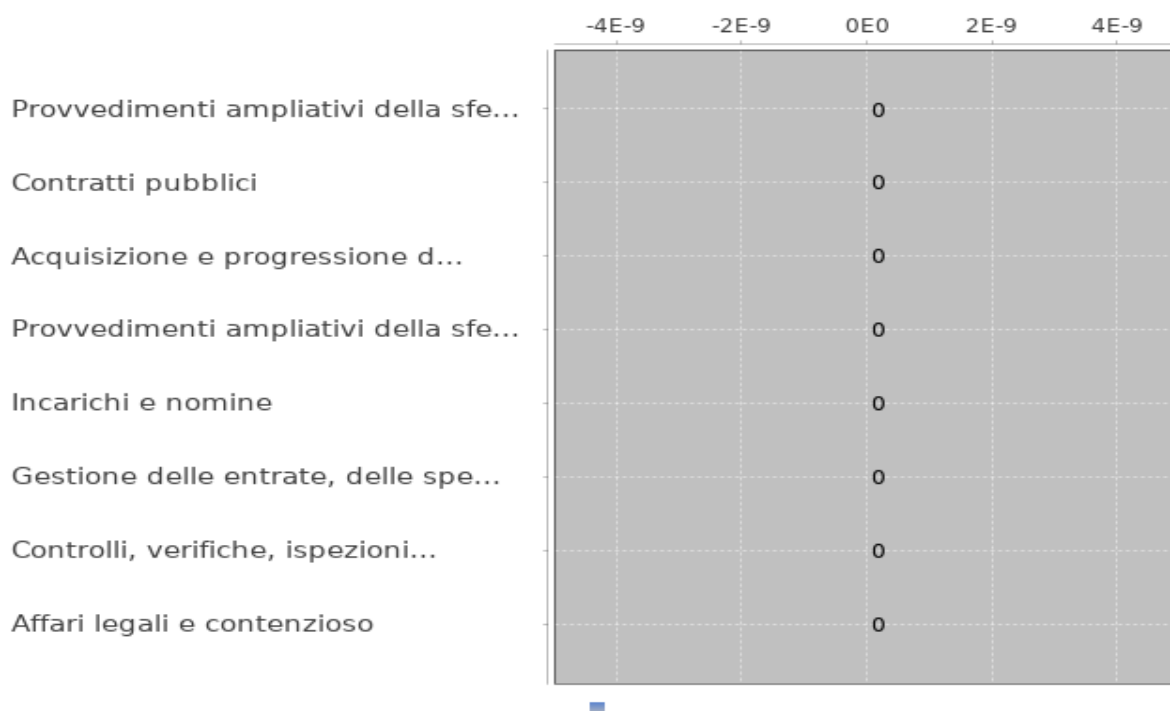 -4E-9 -2E-9 0E0 2E-9 4E-9
Provvedimenti ampliativi della sfe... 0
Contratti pubblici 0
Acquisizione e progressione d... 0
Provvedimenti ampliativi della sfe... 0
Incarichi e nomine 0
Gestione delle entrate, delle spe... 0
Controlli, verifiche, ispezioni... 0
Affari legali e contenzioso 0